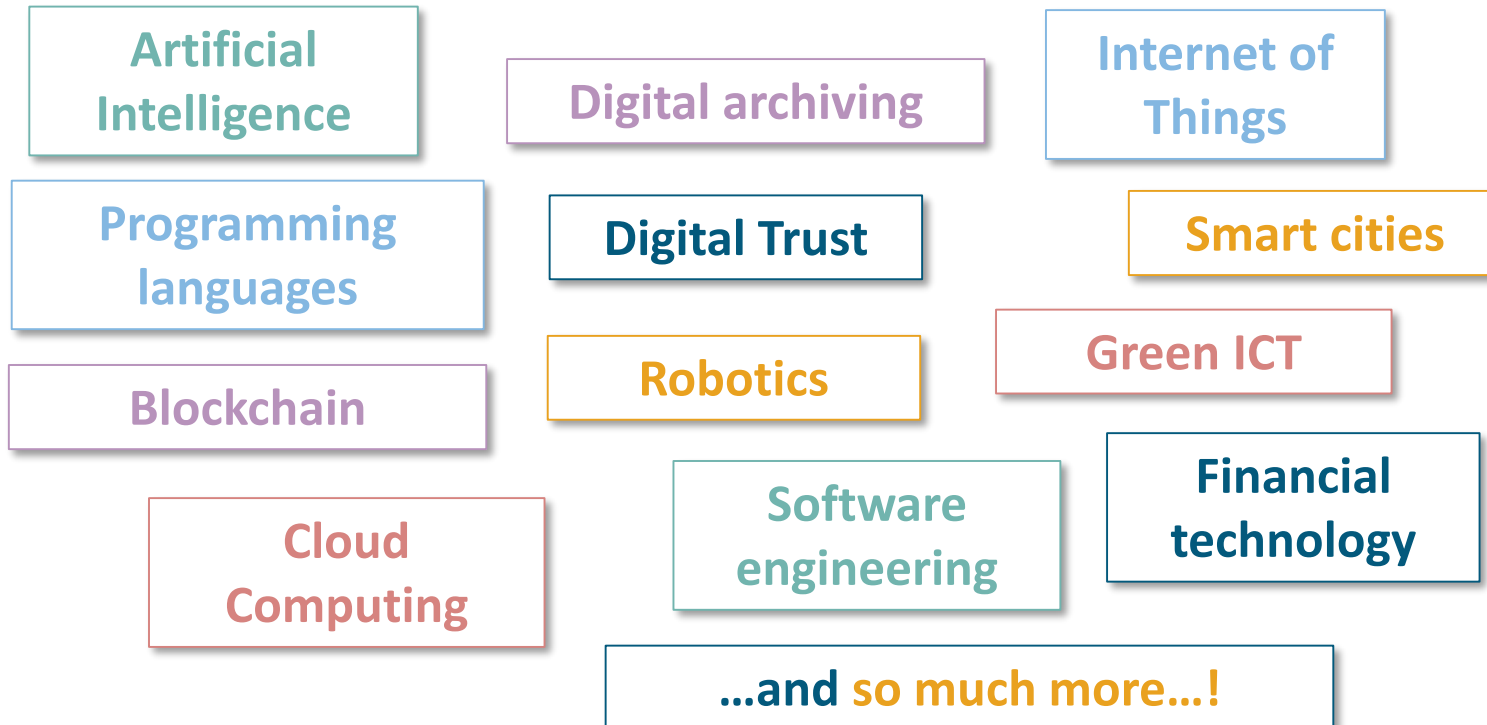 Artificial
Intelligence
Digital archiving
Internet of
Things
Programming
languages
Digital Trust
Smart cities
Blockchain
Robotics
Green ICT
Cloud
Computing
Software
engineering
Financial
technology
…and so much more…!